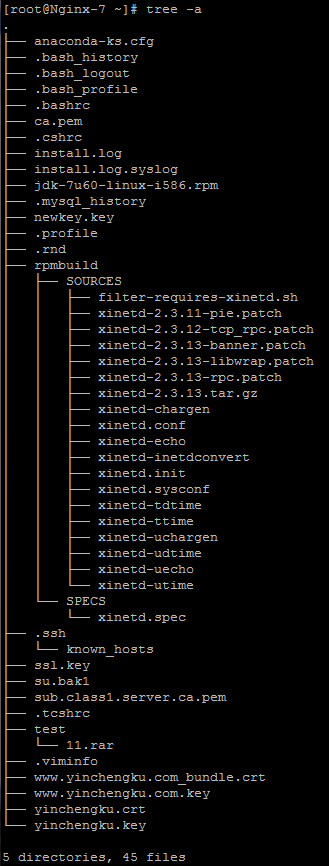 [root@Nginx-7 ~]# tree -a
.
├── anaconda-ks.cfg
├── .bash_history
├── .bash_logout
├── .bash_profile
├── .bashrc
├── ca.pem
├── .cshrc
├── install.log
├── install.log.syslog
├── jdk-7u60-linux-i586.rpm
├── .mysql_history
├── newkey.key
├── .profile
├── .rnd
├── rpmbuild
│   ├── SOURCES
│   │   ├── filter-requires-xinetd.sh
│   │   ├── xinetd-2.3.11-pie.patch
│   │   ├── xinetd-2.3.12-tcp_rpc.patch
│   │   ├── xinetd-2.3.13-banner.patch
│   │   ├── xinetd-2.3.13-libwrap.patch
│   │   ├── xinetd-2.3.13-rpc.patch
│   │   ├── xinetd-2.3.13.tar.gz
│   │   ├── xinetd-chargen
│   │   ├── xinetd.conf
│   │   ├── xinetd-echo
│   │   ├── xinetd-inetdconvert
│   │   ├── xinetd.init
│   │   ├── xinetd.sysconf
│   │   ├── xinetd-tdtime
│   │   ├── xinetd-ttime
│   │   ├── xinetd-uchargen
│   │   ├── xinetd-udtime
│   │   ├── xinetd-uecho
│   │   └── xinetd-utime
│   └── SPECS
│       └── xinetd.spec
├── .ssh
│   └── known_hosts
├── ssl.key
├── su.bak1
├── sub.class1.server.ca.pem
├── .tcshrc
├── test
│   └── 11.rar
├── .viminfo
├── www.yinchengku.com_bundle.crt
├── www.yinchengku.com.key
├── yinchengku.crt
└── yinchengku.key
5 directories, 45 files